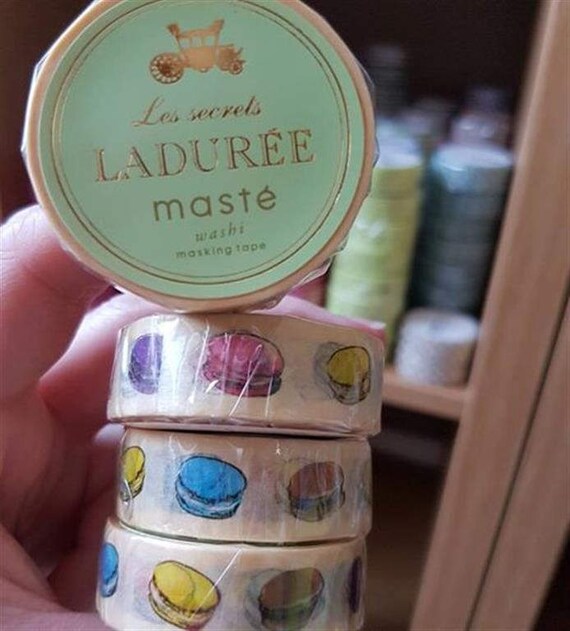 Les secrets
LADURÉE
masté
washi
masking tape